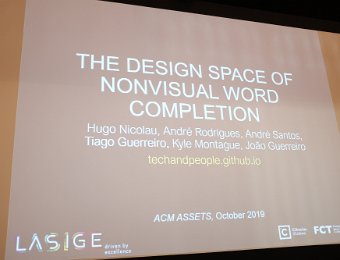 THE DESIGN SPACE OF
NONVISUAL WORD
COMPLETION
Hugo Nicolau, André Rodrigues, André Santos,
Tiago Guerreiro, Kyle Montague, João Guerreiro
techandpeople.github.io
ACM ASSETS, October 2019
LASIGE driven by
excellence
FCT